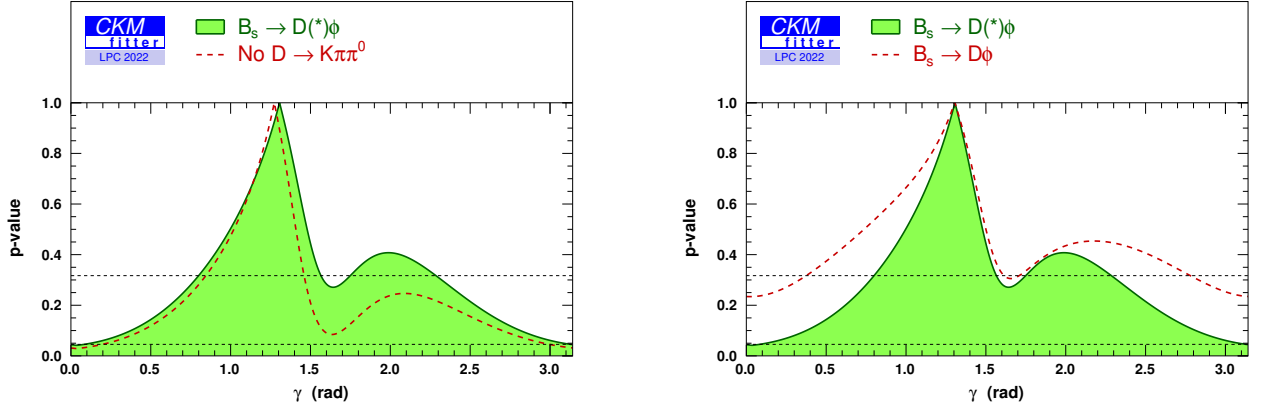 CKM
fitter
LPC 2022
Bs → D(*)ϕ
No D → Kππ0
1.0
0.8
0.6
0.4
0.2
0.0
p-value
0.0 0.5 1.0 1.5 2.0 2.5 3.0
γ (rad)
CKM
fitter
LPC 2022
Bs → D(*)ϕ
Bs → Dϕ
1.0
0.8
0.6
0.4
0.2
0.0
p-value
0.0 0.5 1.0 1.5 2.0 2.5 3.0
γ (rad)